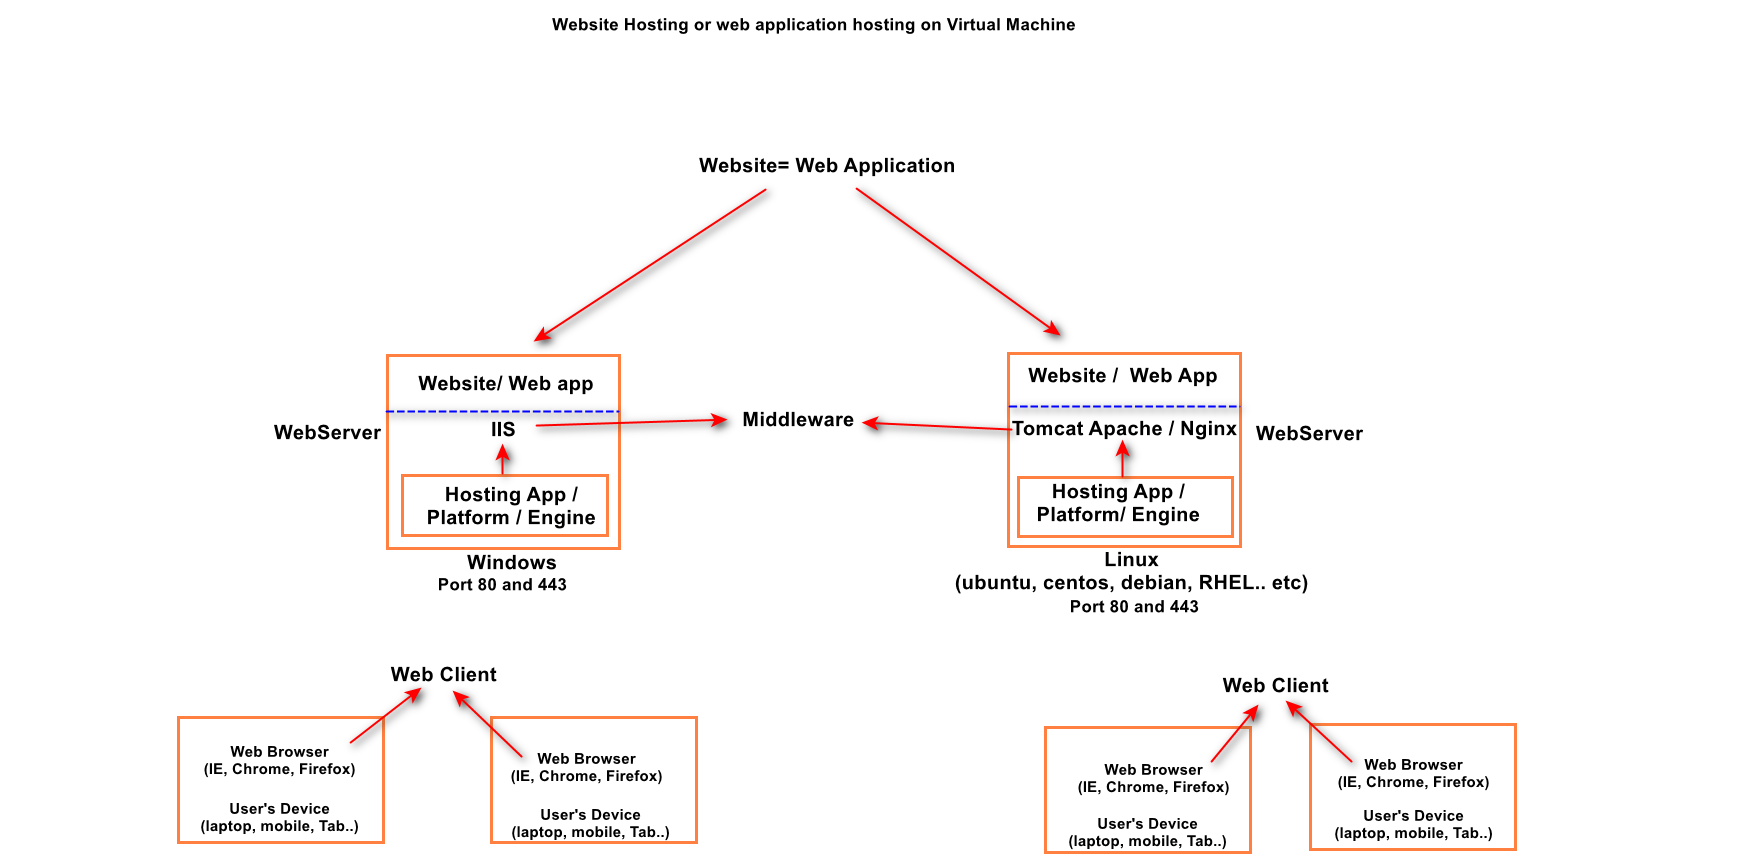 Website Hosting or web application hosting on Virtual Machine
Website= Web Application
Website/ Web app
WebServer
IIS
Hosting App /
Platform / Engine
Windows
Port 80 and 443
Middleware
Website /  Web App
Tomcat Apache / Nginx
WebServer
Hosting App /
Platform/ Engine
Linux
(ubuntu, centos, debian, RHEL.. etc)
Port 80 and 443
Web Client
Web Browser
(IE, Chrome, Firefox)
User's Device
(laptop, mobile, Tab..)
Web Browser
(IE, Chrome, Firefox)
User's Device
(laptop, mobile, Tab..)
Web Client
Web Browser
(IE, Chrome, Firefox)
User's Device
(laptop, mobile, Tab..)
Web Browser
(IE, Chrome, Firefox)
User's Device
(laptop, mobile, Tab..)